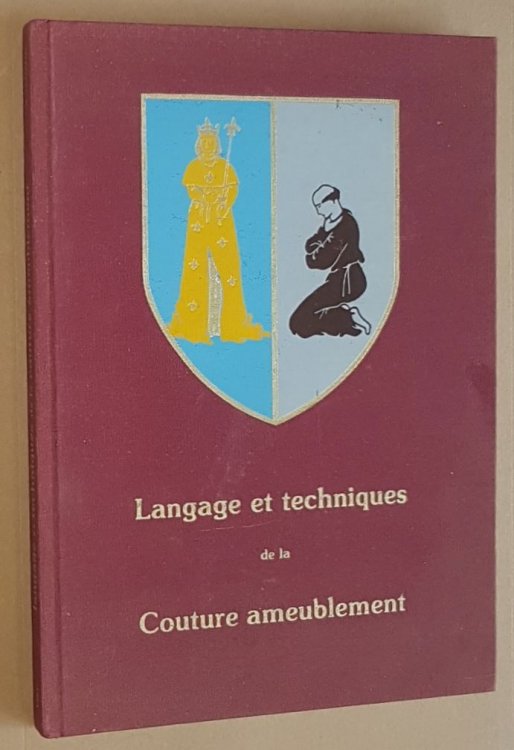 Langage et techniques
de la
Couture ameublement